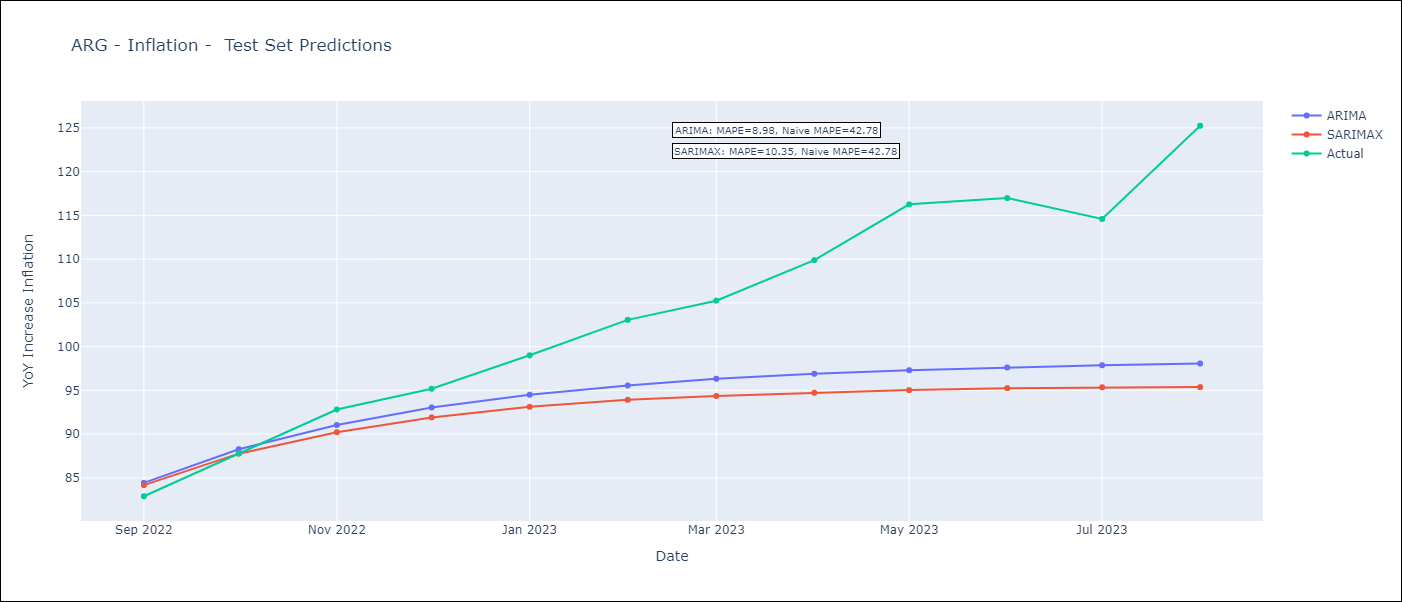 ARG - Inflation -  Test Set Predictions
ARIMA: MAPE=8.98, Naive MAPE=42.78
SARIMAX: MAPE=10.35, Naive MAPE=42.78
ARIMA
SARIMAX
Actual
YoY Increase Inflation
125
120
115
110
105
100
95
90
85
Sep 2022
Nov 2022
Jan 2023
Mar 2023
May 2023
Jul 2023
Date